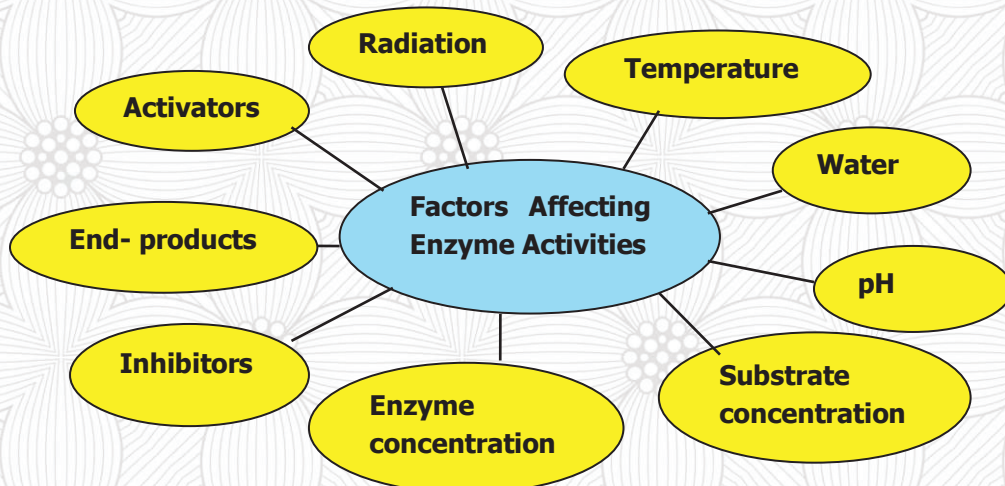 Radiation
Temperature
Activators
Water
Factors Affecting
Enzyme Activities
End- products
pH
Inhibitors
Substrate
concentration
Enzyme
concentration